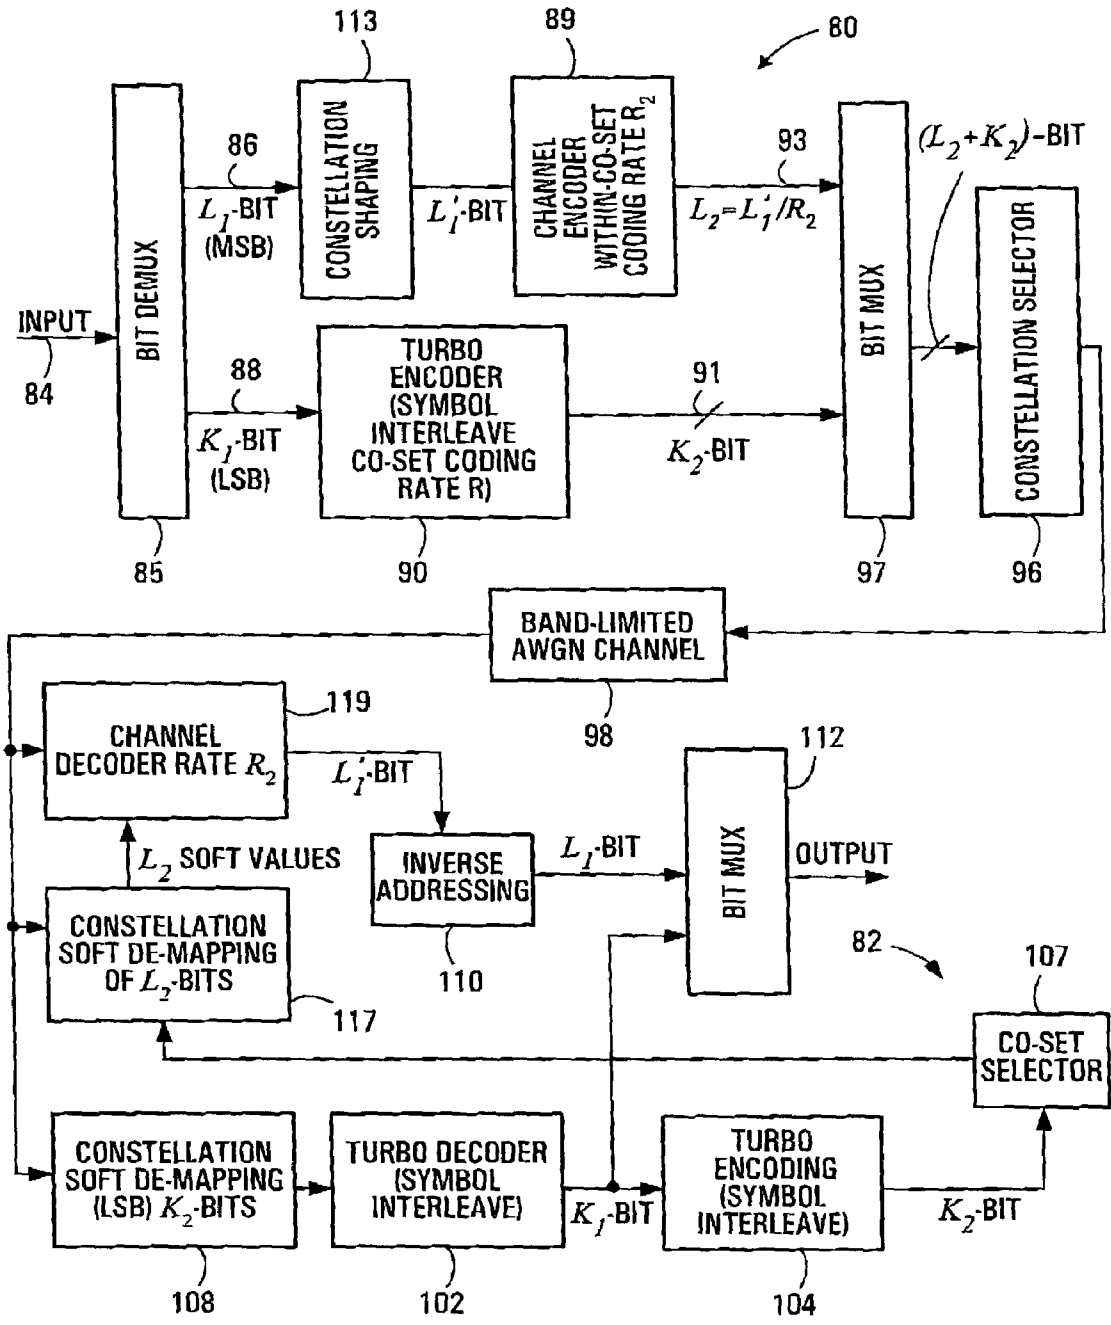 113
89
80
86
L₁-BIT
(MSB)
CONSTELLATION
SHAPING
L₁'-BIT
CHANNEL
ENCODER
WITHIN-CO-SET
CODING RATE R₂
93
L₂=L₁'/R₂
(L₂+K₂)-BIT
BIT DEMUX
INPUT
84
88
K₁-BIT
(LSB)
TURBO
ENCODER
(SYMBOL
INTERLEAVE
CO-SET CODING
RATE R)
91
K₂-BIT
BIT MUX
CONSTELLATION SELECTOR
85
90
97
96
BAND-LIMITED
AWGN CHANNEL
98
119
CHANNEL
DECODER RATE R₂
L₁'-BIT
112
L₂ SOFT VALUES
INVERSE
ADDRESSING
110
L₁-BIT
BIT MUX
OUTPUT
CONSTELLATION
SOFT DE-MAPPING
OF L₂-BITS
117
82
107
CO-SET
SELECTOR
CONSTELLATION
SOFT DE-MAPPING
(LSB) K₂-BITS
TURBO DECODER
(SYMBOL
INTERLEAVE)
K₁-BIT
TURBO
ENCODING
(SYMBOL
INTERLEAVE)
K₂-BIT
108
102
104